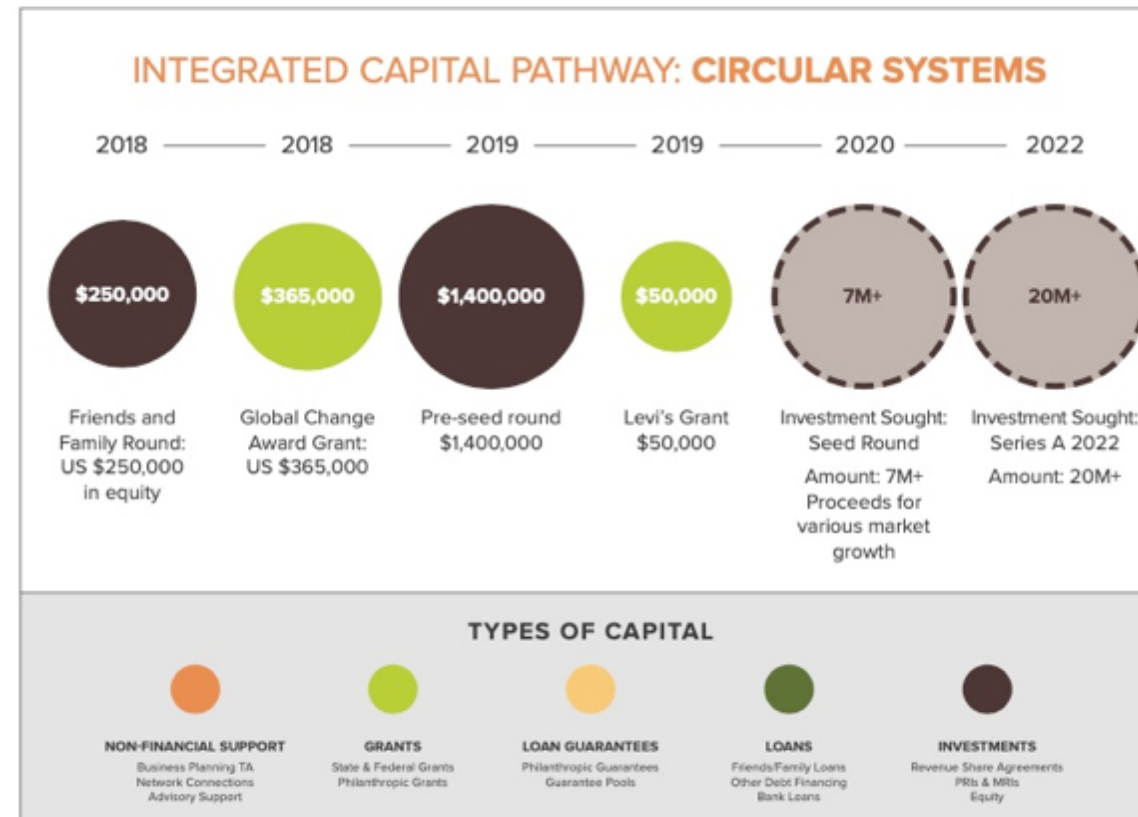 INTEGRATED CAPITAL PATHWAY: CIRCULAR SYSTEMS
2018 2018 2019 2019 2020 2022
$250,000
$365,000
$1,400,000
$50,000
7M+
20M+
Friends and
Family Round:
US $250,000
in equity
Global Change
Award Grant:
US $365,000
Pre-seed round
$1,400,000
Levi's Grant
$50,000
Investment Sought:
Seed Round
Amount: 7M+
Proceeds for
various market
growth
Investment Sought:
Series A 2022
Amount: 20M+
TYPES OF CAPITAL
NON-FINANCIAL SUPPORT
Business Planning TA
Network Connections
Advisory Support
GRANTS
State & Federal Grants
Philanthropic Grants
LOAN GUARANTEES
Philanthropic Guarantees
Guarantee Pools
LOANS
Friends/Family Loans
Other Debt Financing
Bank Loans
INVESTMENTS
Revenue Share Agreements
PRIs & MRIs
Equity